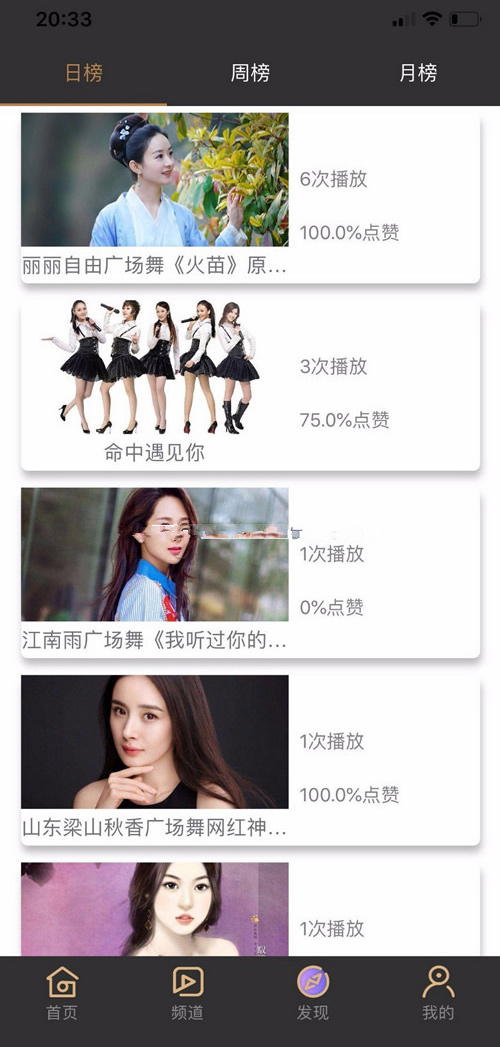 20:33
日榜
周榜
月榜
6次播放
100.0%点赞
丽丽自由广场舞《火苗》原...
3次播放
75.0%点赞
命中遇见你
1次播放
0%点赞
江南雨广场舞《我听过你的...
1次播放
100.0%点赞
山东梁山秋香广场舞网红神...
1次播放
首页
频道
发现
我的